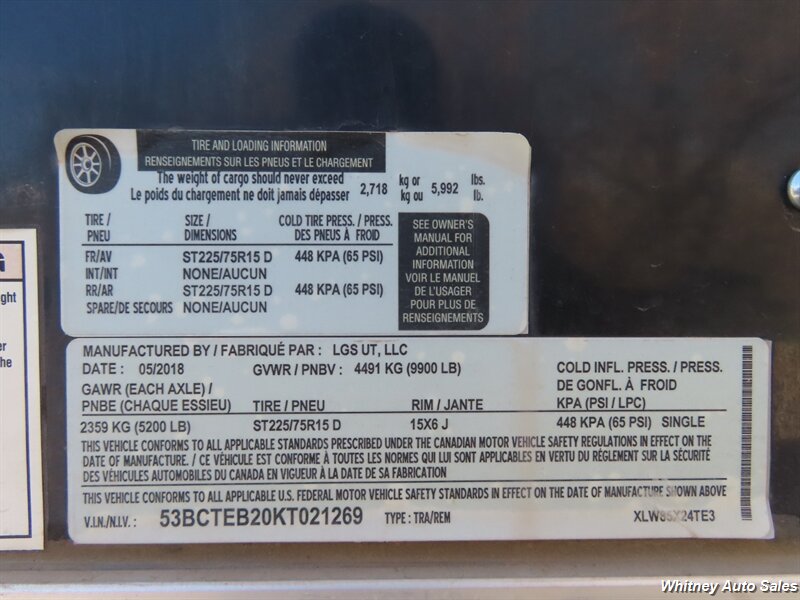 TIRE AND LOADING INFORMATION
RENSEIGNEMENTS SUR LES PNEUS ET LE CHARGEMENT
The weight of cargo should never exceed
Le poids du chargement ne doit jamais dépasser 2,718 kg or kg ou 5,992 lbs. lb.
TIRE / PNEU SIZE / DIMENSIONS COLD TIRE PRESS. / PRESS. DES PNEUS À FROID
FR/AV ST225/75R15 D 448 KPA (65 PSI)
INT/INT NONE/AUCUN
RR/AR ST225/75R15 D 448 KPA (65 PSI)
SPARE/DE SECOURS NONE/AUCUN
SEE OWNER'S
MANUAL FOR
ADDITIONAL
INFORMATION
VOIR LE MANUEL
DE L'USAGER
POUR PLUS DE
RENSEIGNEMENTS
G
ght
er
the
MANUFACTURED BY / FABRIQUÉ PAR : LGS UT, LLC
DATE : 05/2018 GVWR / PNBV : 4491 KG (9900 LB)
COLD INFL. PRESS. / PRESS.
DE GONFL. À FROID
KPA (PSI / LPC)
GAWR (EACH AXLE) /
PNBE (CHAQUE ESSIEU) TIRE / PNEU RIM / JANTE
2359 KG (5200 LB) ST225/75R15 D 15X6 J 448 KPA (65 PSI) SINGLE
THIS VEHICLE CONFORMS TO ALL APPLICABLE STANDARDS PRESCRIBED UNDER THE CANADIAN MOTOR VEHICLE SAFETY REGULATIONS IN EFFECT ON THE
DATE OF MANUFACTURE. / CE VÉHICULE EST CONFORME À TOUTES LES NORMES QUI LUI SONT APPLICABLES EN VERTU DU RÉGLEMENT SUR LA SÉCURITÉ
DES VÉHICULES AUTOMOBILES DU CANADA EN VIGUEUR À LA DATE DE SA FABRICATION
THIS VEHICLE CONFORMS TO ALL APPLICABLE U.S. FEDERAL MOTOR VEHICLE SAFETY STANDARDS IN EFFECT ON THE DATE OF MANUFACTURE SHOWN ABOVE
V.I.N./N.I.V. : 53BCTEB20KT021269 TYPE : TRA/REM XLW85X24TE3
Whitney Auto Sales